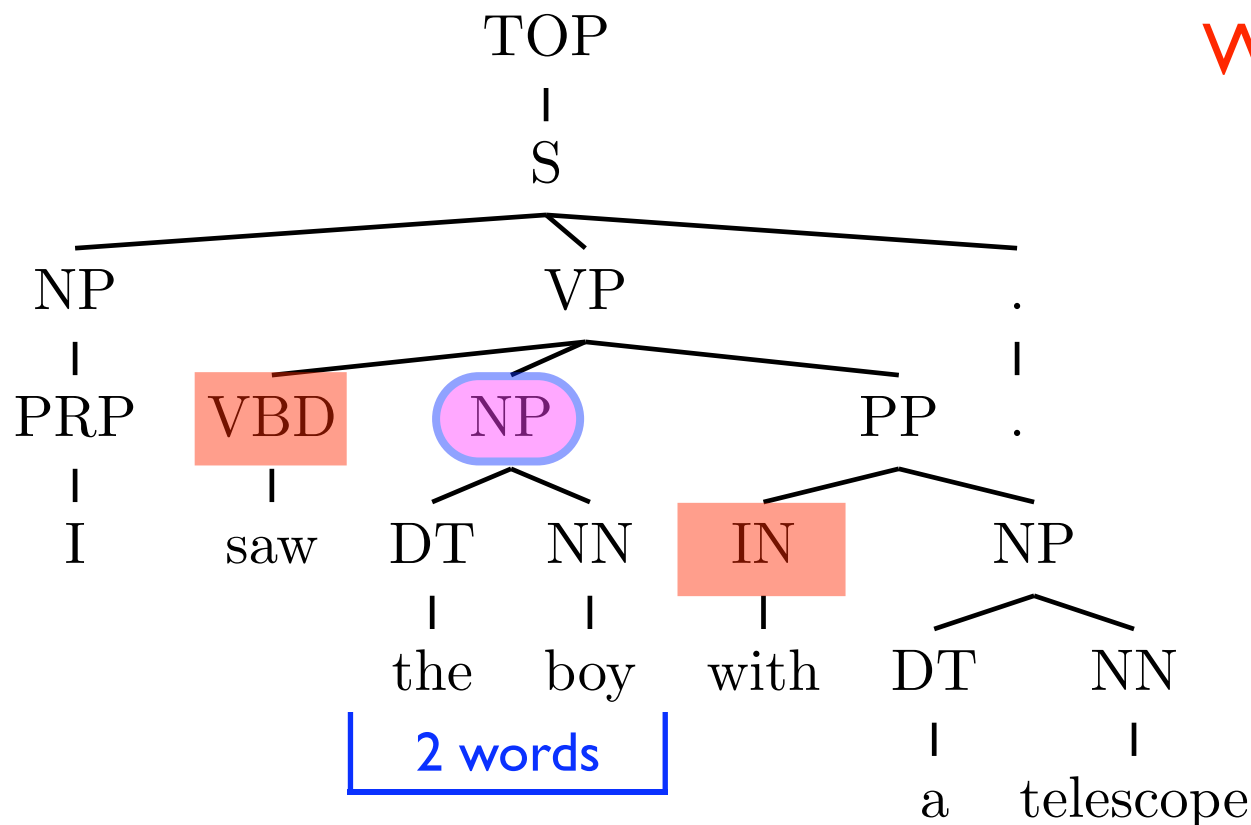 TOP
W
S
NP VP .
PRP VBD NP PP .
I saw DT NN IN NP
the boy with DT NN
2 words
a telescope